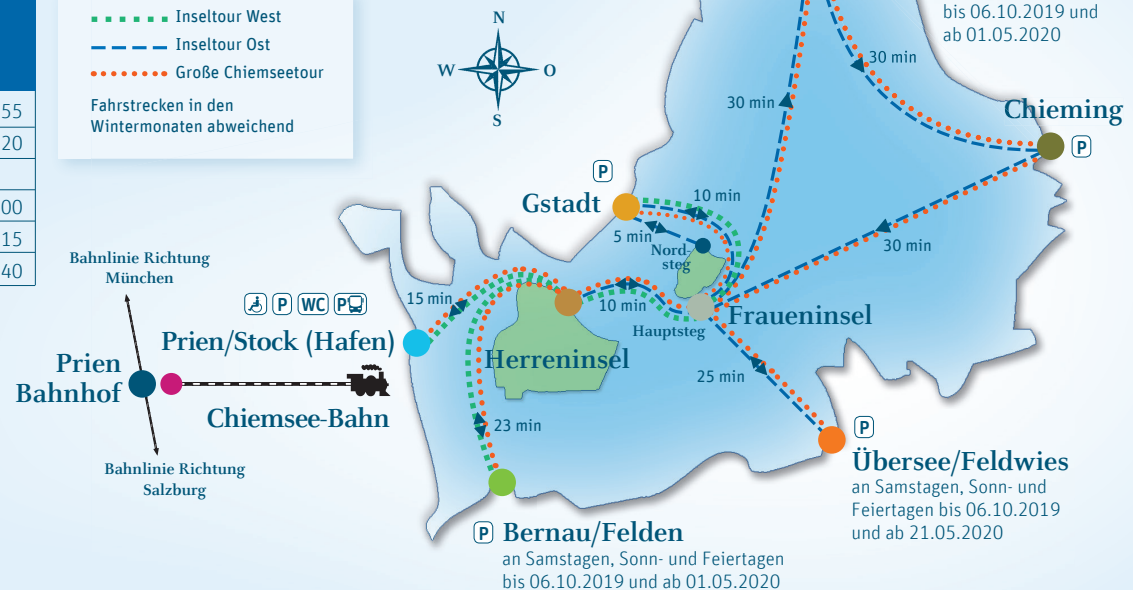 Inseltour West
Inseltour Ost
Große Chiemseetour
Fahrstrecken in den
Wintermonaten abweichend
55
20
00
15
40
N
W
O
S
bis 06.10.2019 und
ab 01.05.2020
30 min
30 min
Chieming
P
P
Gstadt
10 min
5 min
Nord-
steg
30 min
Bahnlinie Richtung
München
P WC P
15 min
10 min
Prien/Stock (Hafen)
Hauptsteg
Fraueninsel
Herreninsel
Prien
Bahnhof
Chiemsee-Bahn
25 min
23 min
Bahnlinie Richtung
Salzburg
P
Übersee/Feldwies
an Samstagen, Sonn- und
Feiertagen bis 06.10.2019
und ab 21.05.2020
P Bernau/Felden
an Samstagen, Sonn- und Feiertagen
bis 06.10.2019 und ab 01.05.2020